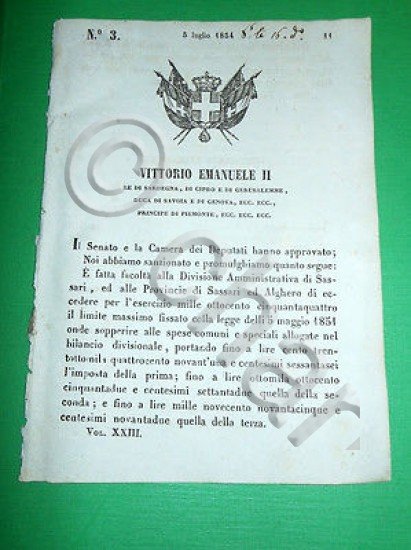 N.° 3.
5 luglio 1854
11
VITTORIO EMANUELE II
RE DI SARDEGNA, DI CIPRO E DI GERUSALEMME,
DUCA DI SAVOIA E DI GENOVA, ECC. ECC.,
PRINCIPE DI PIEMONTE, ECC. ECC. ECC.
Il Senato e la Camera dei Deputati hanno approvato;
Noi abbiamo sanzionato e promulghiamo quanto segue:
È fatta facoltà alla Divisione Amministrativa di Sas-
sari, ed alle Provincie di Sassari ed Alghero di ec-
cedere per l'esercizio mille ottocento cinquantaquattro
il limite massimo fissato colla legge delli 5 maggio 1851
onde sopperire alle spese comuni e speciali allogate nel
bilancio divisionale, portando fino a lire cento tren-
tottomila quattrocento novant'una e centesimi sessantasei
l'imposta della prima; fino a lire ottomila ottocento
cinquantadue e centesimi settantadue quella della se-
conda; e fino a lire mille novecento novantacinque e
centesimi novantadue quella della terza.
Vol. XXIII.